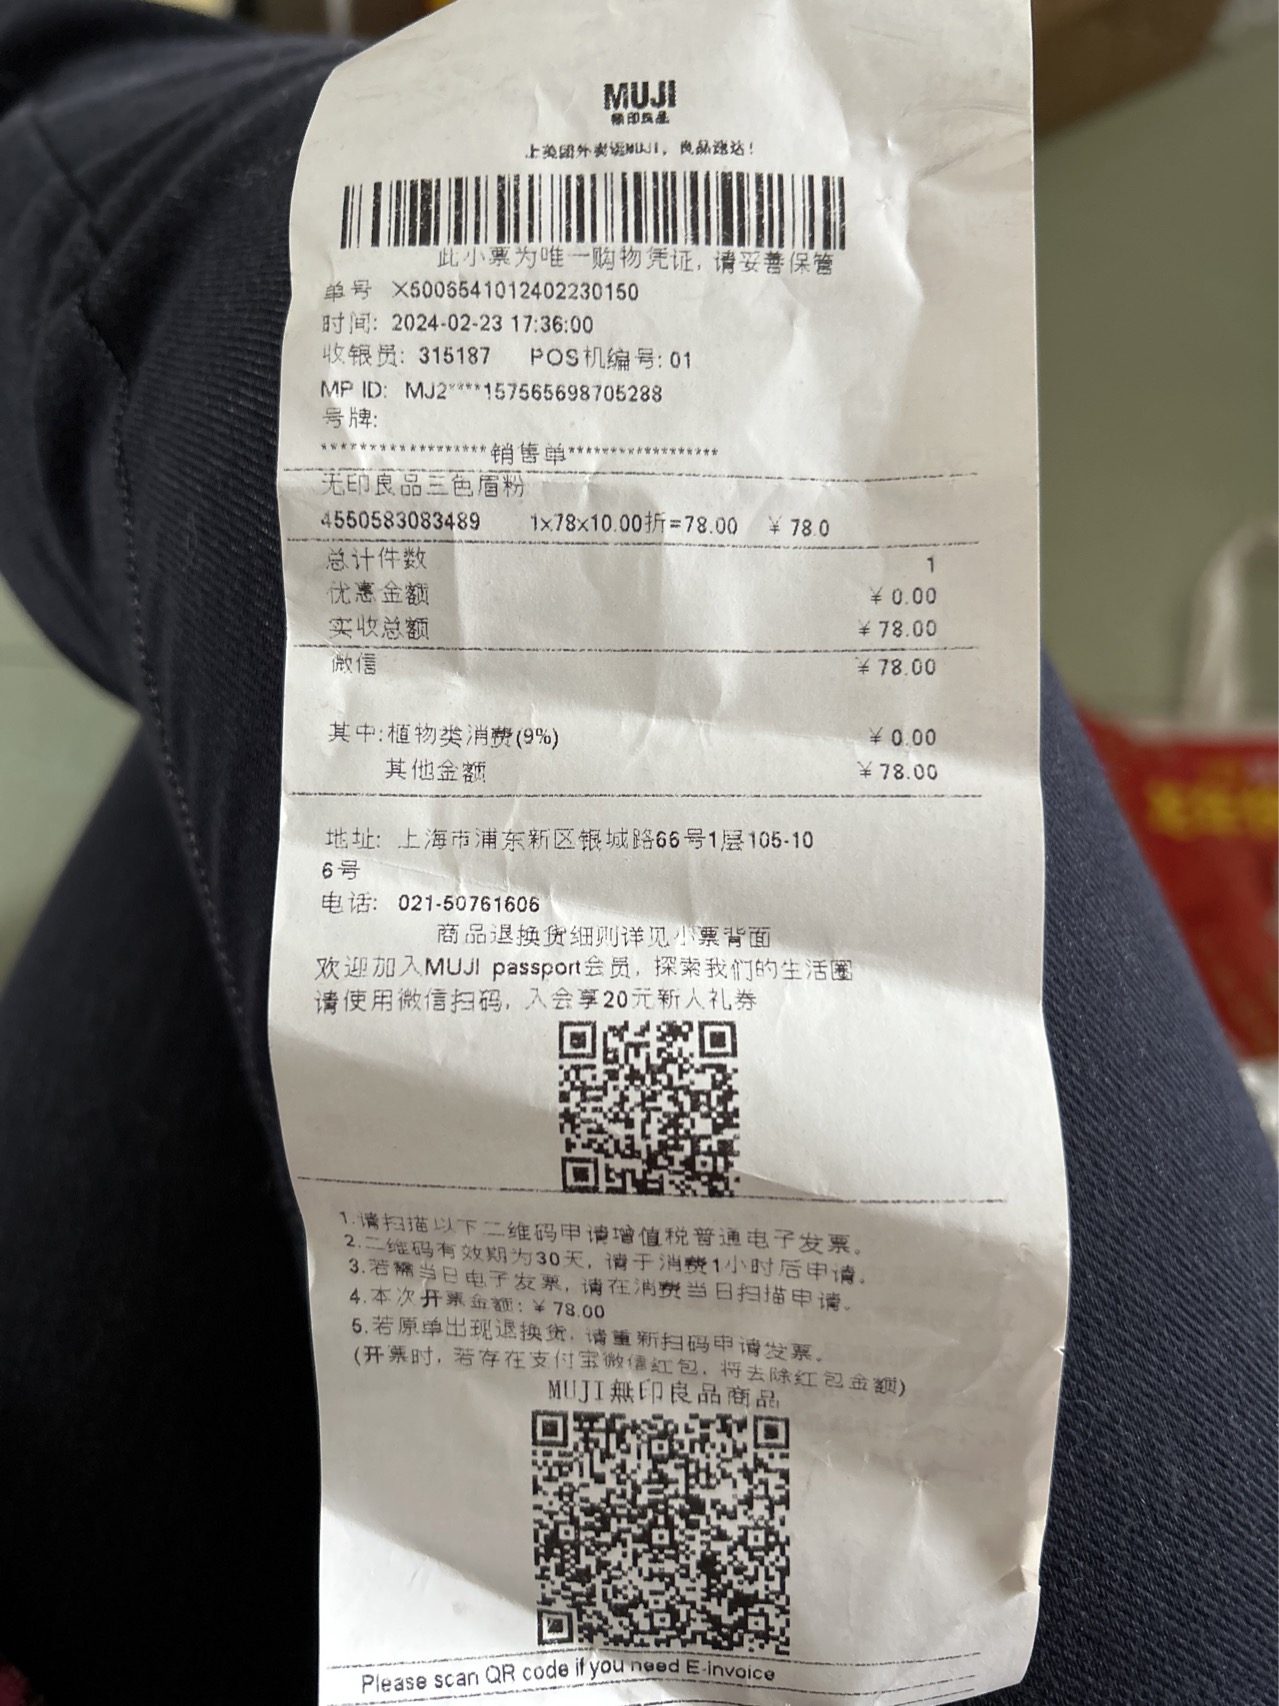 MUJI
無印良品
上美团外卖逛MUJI，良品速达！
此小票为唯一购物凭证, 请妥善保管
单号 X5006541012402230150
时间: 2024-02-23 17:36:00
收银员: 315187 POS机编号: 01
MP ID: MJ2****157565698705288
号牌:
******************销售单******************
无印良品三色眉粉
4550583083489 1x78x10.00折=78.00 ¥ 78.0
总计件数 1
优惠金额 ¥ 0.00
实收总额 ¥ 78.00
微信 ¥ 78.00
其中: 植物类消费(9%) ¥ 0.00
其他金额 ¥ 78.00
地址: 上海市浦东新区银城路66号1层105-10
6号
电话: 021-50761606
商品退换货细则详见小票背面
欢迎加入MUJI passport会员, 探索我们的生活圈
请使用微信扫码, 入会享20元新人礼券
1.请扫描以下二维码申请增值税普通电子发票。
2.二维码有效期为30天, 请于消费1小时后申请。
3.若需当日电子发票, 请在消费当日扫描申请。
4.本次开票金额: ¥ 78.00
5.若原单出现退换货, 请重新扫码申请发票。
(开票时, 若存在支付宝微信红包, 将去除红包金额)
MUJI無印良品商品
Please scan QR code if you need E-invoice